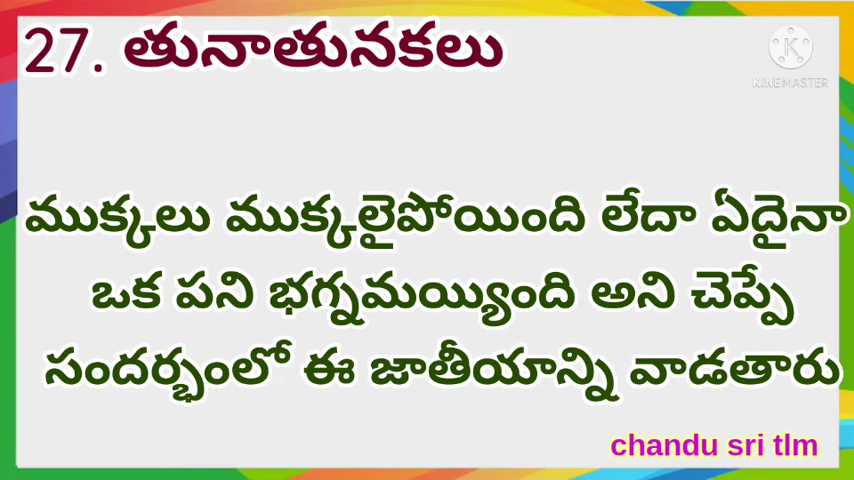 27. తునాతునకలు
KINEMASTER
ముక్కలు ముక్కలైపోయింది లేదా ఏదైనా
ఒక పని భగ్నమయ్యింది అని చెప్పే
సందర్భంలో ఈ జాతీయాన్ని వాడతారు
chandu sri tlm